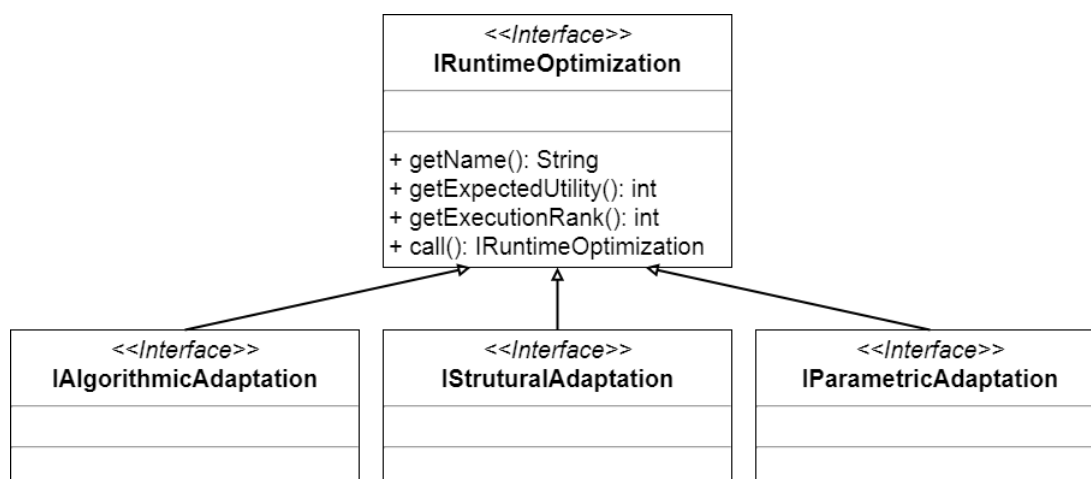 <<Interface>>
IRuntimeOptimization
+ getName(): String
+ getExpectedUtility(): int
+ getExecutionRank(): int
+ call(): IRuntimeOptimization
<<Interface>>
IAlgorithmicAdaptation
<<Interface>>
IStruturalAdaptation
<<Interface>>
IParametricAdaptation